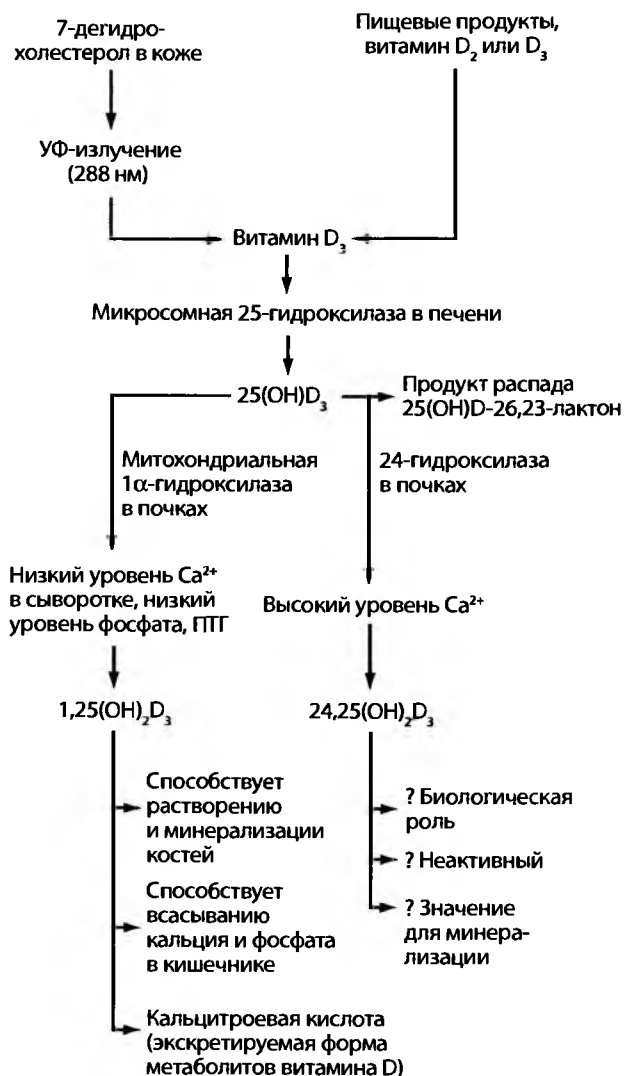 7-дегидро-
холестерол в коже
Пищевые продукты,
витамин D₂ или D₃
УФ-излучение
(288 нм)
Витамин D₃
Микросомная 25-гидроксилаза в печени
25(OH)D₃
Продукт распада
25(OH)D-26,23-лактон
Митохондриальная
1α-гидроксилаза
в почках
24-гидроксилаза
в почках
Низкий уровень Ca²⁺
в сыворотке, низкий
уровень фосфата, ПТГ
Высокий уровень Ca²⁺
1,25(OH)₂D₃
24,25(OH)₂D₃
Способствует
растворению
и минерализации
костей
Способствует
всасыванию
кальция и фосфата
в кишечнике
Кальцитроевая кислота
(экскретируемая форма
метаболитов витамина D)
? Биологическая
роль
? Неактивный
? Значение
для минера-
лизации